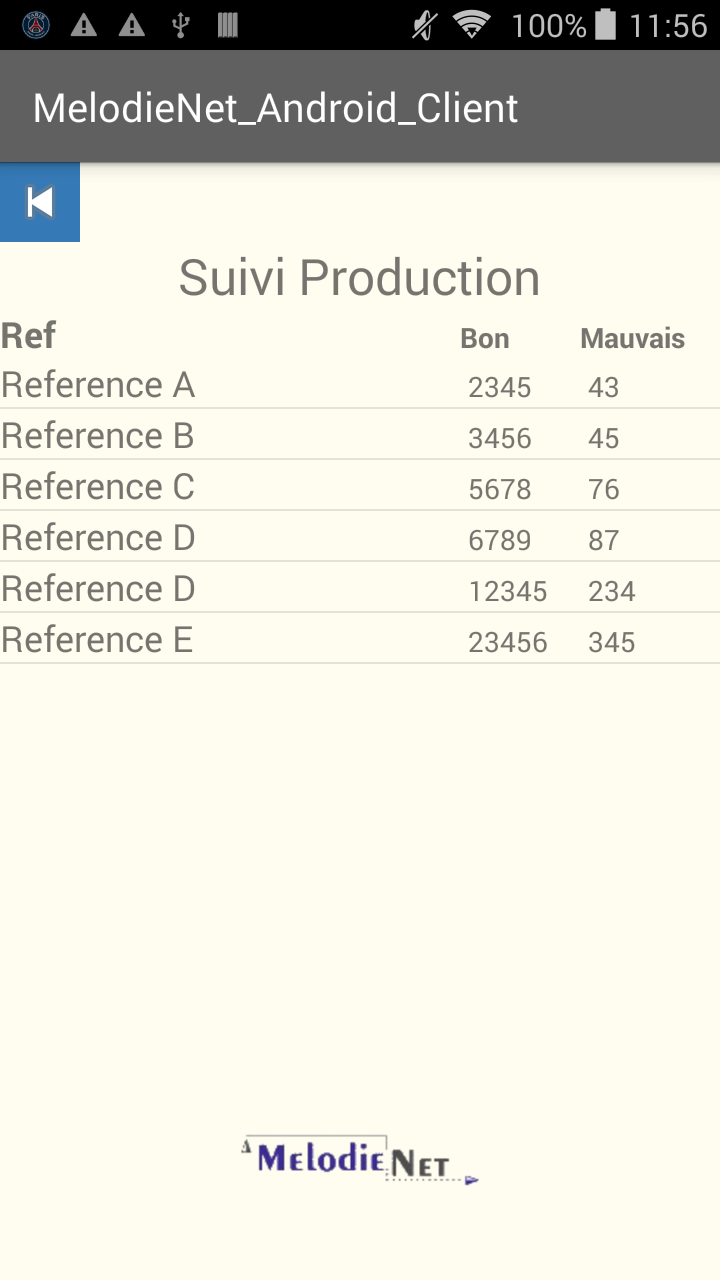 100% 11:56
MelodieNet_Android_Client
Suivi Production
Ref Bon Mauvais
Reference A 2345 43
Reference B 3456 45
Reference C 5678 76
Reference D 6789 87
Reference D 12345 234
Reference E 23456 345
MelodieNet